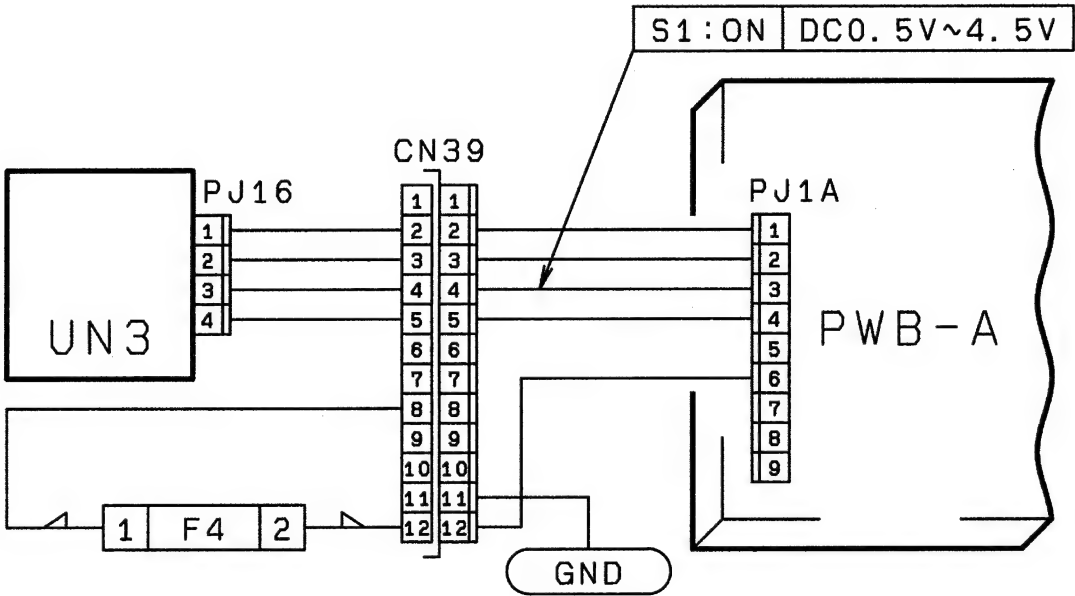 S1:ON DC0.5V~4.5V
CN39
PJ16
PJ1A
1 1
1 2 2 1
2 3 3 2
3 4 4 3
4 5 5 4
6 6 5
7 7 6
8 8 7
9 9 8
10 10 9
11 11
12 12
UN3
PWB-A
1 F4 2
GND